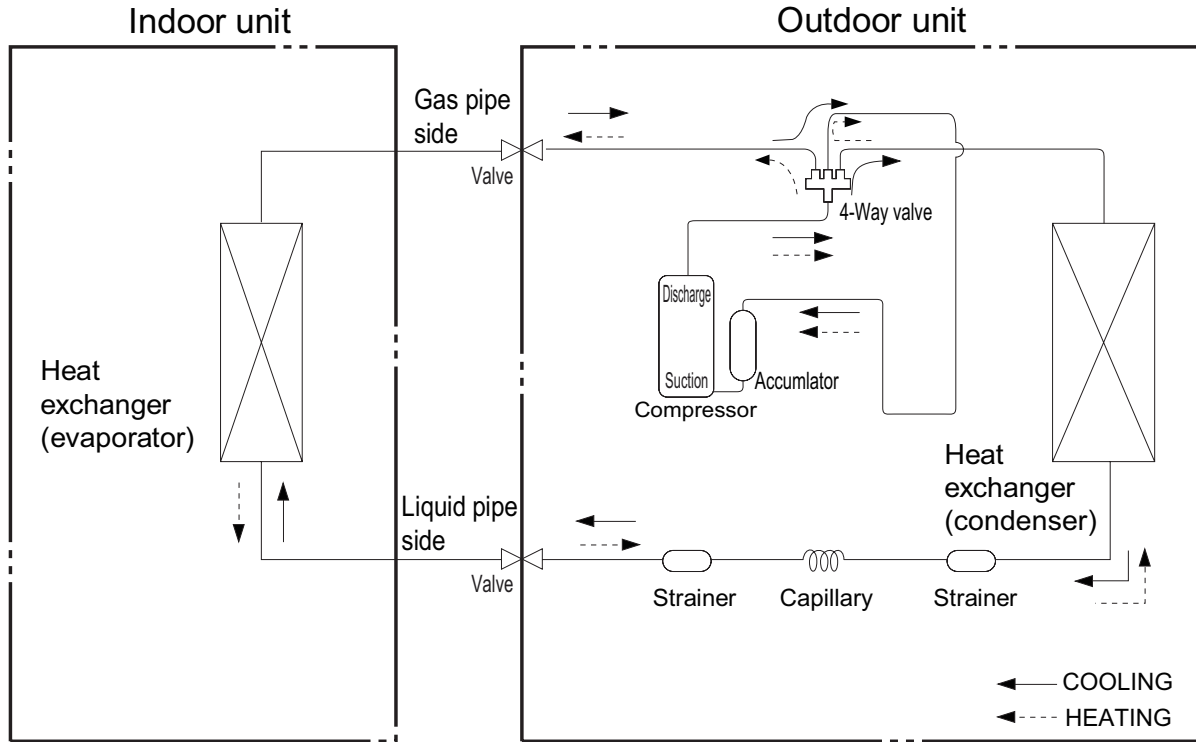 Indoor unit
Outdoor unit
Gas pipe
side
Valve
4-Way valve
Discharge
Suction
Accumlator
Compressor
Heat
exchanger
(evaporator)
Heat
exchanger
(condenser)
Liquid pipe
side
Valve
Strainer
Capillary
Strainer
COOLING
HEATING